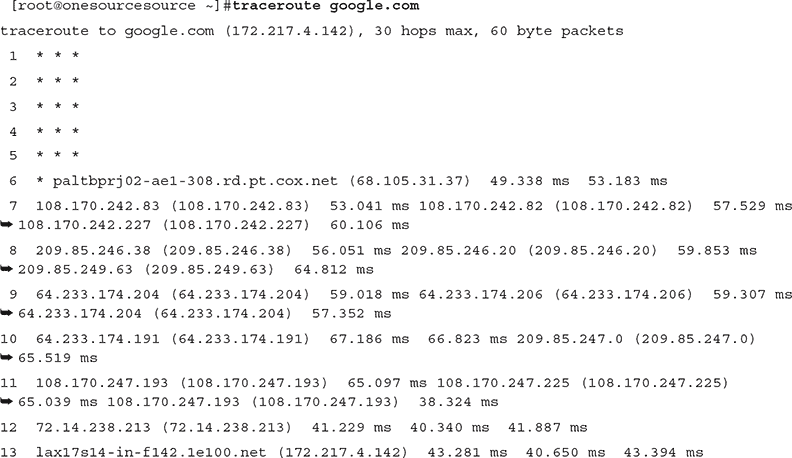 [root@onesourcesource ~]#traceroute google.com
traceroute to google.com (172.217.4.142), 30 hops max, 60 byte packets
1 * * *
2 * * *
3 * * *
4 * * *
5 * * *
6 * paltbprj02-ae1-308.rd.pt.cox.net (68.105.31.37) 49.338 ms 53.183 ms
7 108.170.242.83 (108.170.242.83) 53.041 ms 108.170.242.82 (108.170.242.82) 57.529 ms
➥108.170.242.227 (108.170.242.227) 60.106 ms
8 209.85.246.38 (209.85.246.38) 56.051 ms 209.85.246.20 (209.85.246.20) 59.853 ms
➥209.85.249.63 (209.85.249.63) 64.812 ms
9 64.233.174.204 (64.233.174.204) 59.018 ms 64.233.174.206 (64.233.174.206) 59.307 ms
➥64.233.174.204 (64.233.174.204) 57.352 ms
10 64.233.174.191 (64.233.174.191) 67.186 ms 66.823 ms 209.85.247.0 (209.85.247.0)
➥65.519 ms
11 108.170.247.193 (108.170.247.193) 65.097 ms 108.170.247.225 (108.170.247.225)
➥65.039 ms 108.170.247.193 (108.170.247.193) 38.324 ms
12 72.14.238.213 (72.14.238.213) 41.229 ms 40.340 ms 41.887 ms
13 lax17s14-in-f142.1e100.net (172.217.4.142) 43.281 ms 40.650 ms 43.394 ms